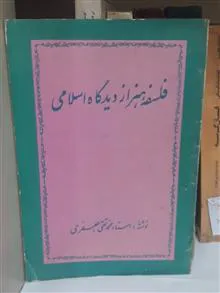 فلسفه هنر از دیدگاه اسلامی
نوشته: استاد محمد تقی جعفری